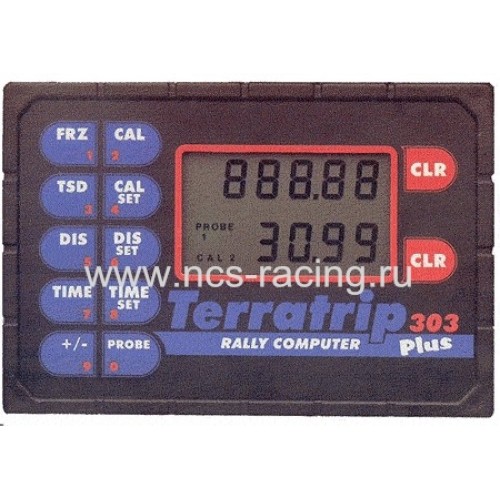 FRZ 1
CAL 2
TSD 3
CAL SET 4
DIS 5
DIS SET 6
TIME 7
TIME SET 8
+/- 9
PROBE 0
888.88
PROBE
1
30.99
CAL 2
CLR
CLR
www.ncs-racing.ru
Terratrip 303
RALLY COMPUTER plus